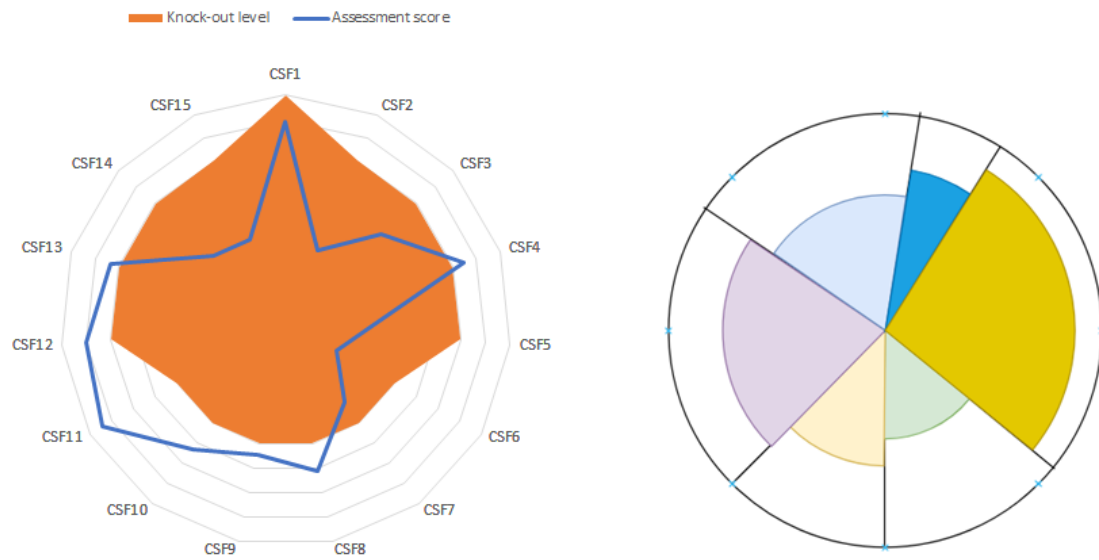 Knock-out level
Assessment score
CSF1
CSF2
CSF3
CSF4
CSF5
CSF6
CSF7
CSF8
CSF9
CSF10
CSF11
CSF12
CSF13
CSF14
CSF15